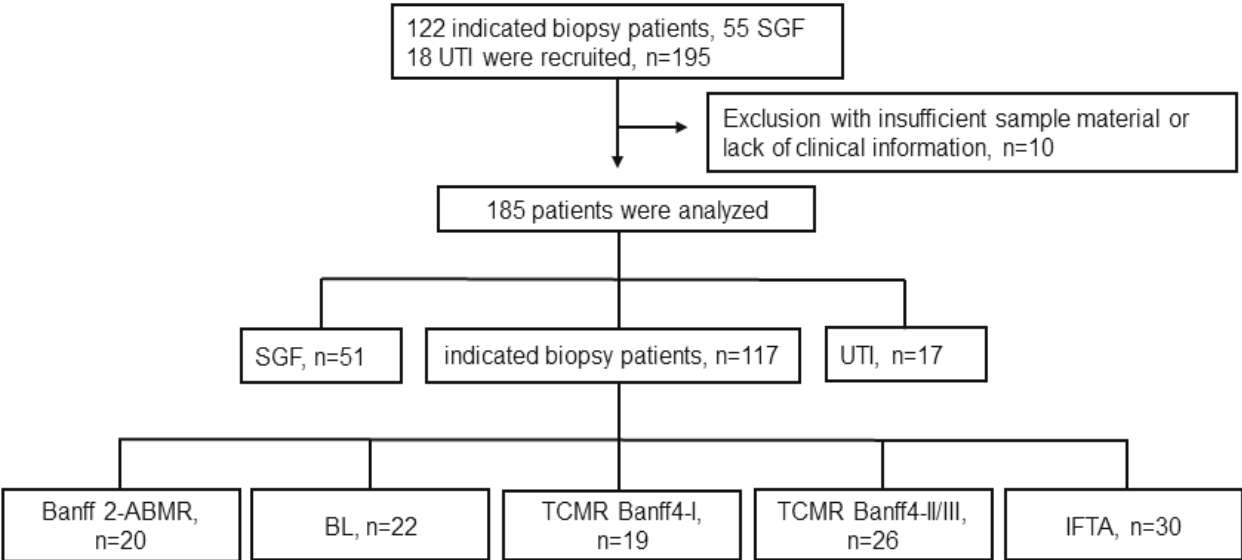 122 indicated biopsy patients, 55 SGF
18 UTI were recruited, n=195
Exclusion with insufficient sample material or
lack of clinical information, n=10
185 patients were analyzed
SGF, n=51
indicated biopsy patients, n=117
UTI, n=17
Banff 2-ABMR,
n=20
BL, n=22
TCMR Banff4-I,
n=19
TCMR Banff4-II/III,
n=26
IFTA, n=30